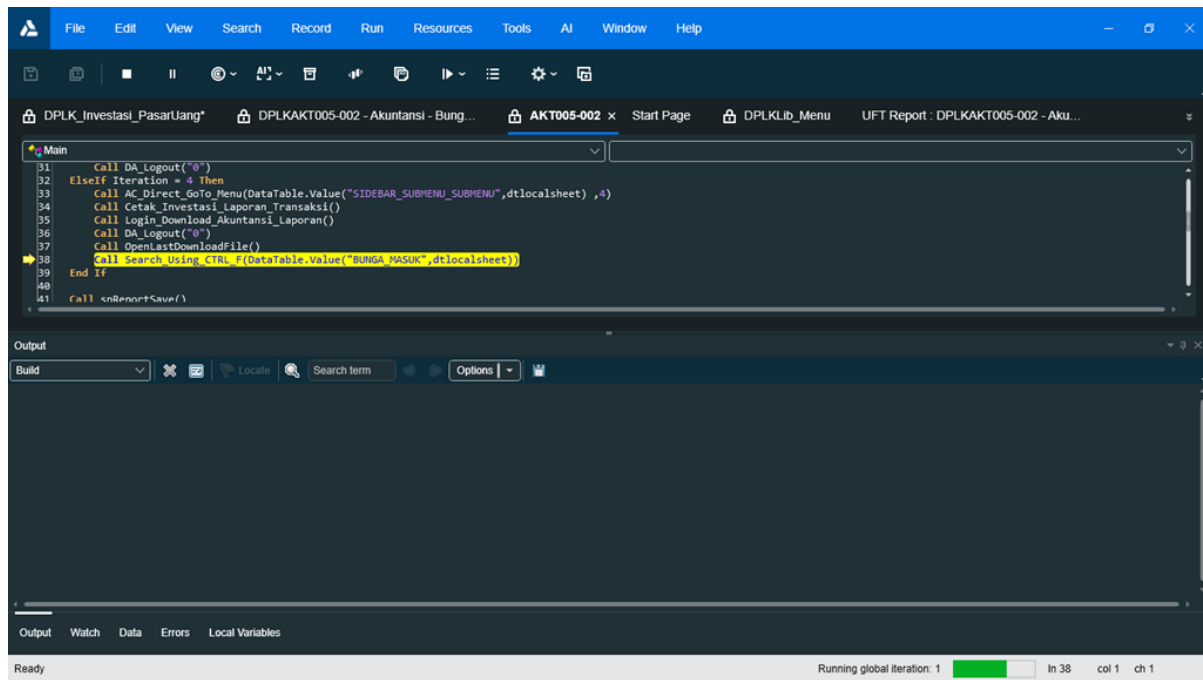 File Edit View Search Record Run Resources Tools AI Window Help
DPLK_Investasi_PasarUang* DPLKAKT005-002 - Akuntansi - Bung... AKT005-002 × Start Page DPLKLib_Menu UFT Report : DPLKAKT005-002 - Aku...
Main
31 Call DA_Logout("0")
32 ElseIf Iteration = 4 Then
33 Call AC_Direct_GoTo_Menu(DataTable.Value("SIDEBAR_SUBMENU_SUBMENU",dtlocalsheet) ,4)
34 Call Cetak_Investasi_Laporan_Transaksi()
35 Call Login_Download_Akuntansi_Laporan()
36 Call DA_Logout("0")
37 Call OpenLastDownloadFile()
38 Call Search_Using_CTRL_F(DataTable.Value("BUNGA_MASUK",dtlocalsheet))
39 End If
40
41 Call spReportSave()
Output
Build Locate Search term Options
Output Watch Data Errors Local Variables
Ready Running global iteration: 1 ln 38 col 1 ch 1